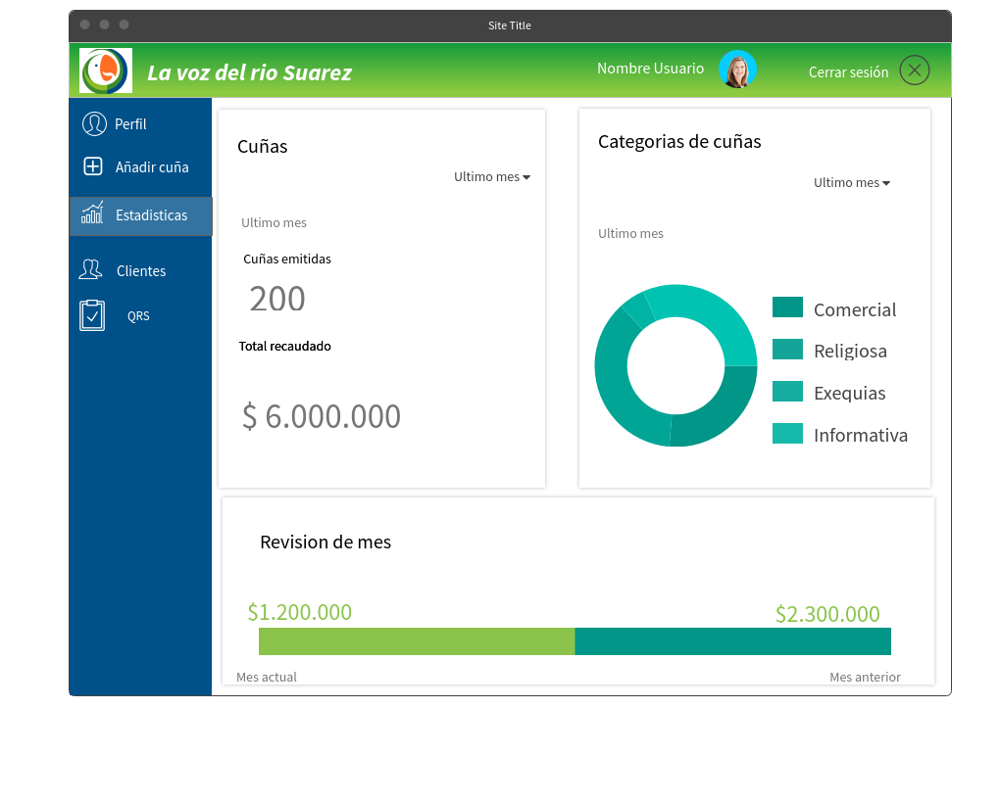 Site Title
La voz del rio Suarez
Nombre Usuario
Cerrar sesión
Perfil
Añadir cuña
Estadisticas
Clientes
QRS
Cuñas
Ultimo mes
Ultimo mes
Cuñas emitidas
200
Total recaudado
$ 6.000.000
Categorias de cuñas
Ultimo mes
Ultimo mes
Comercial
Religiosa
Exequias
Informativa
Revision de mes
$1.200.000
$2.300.000
Mes actual
Mes anterior